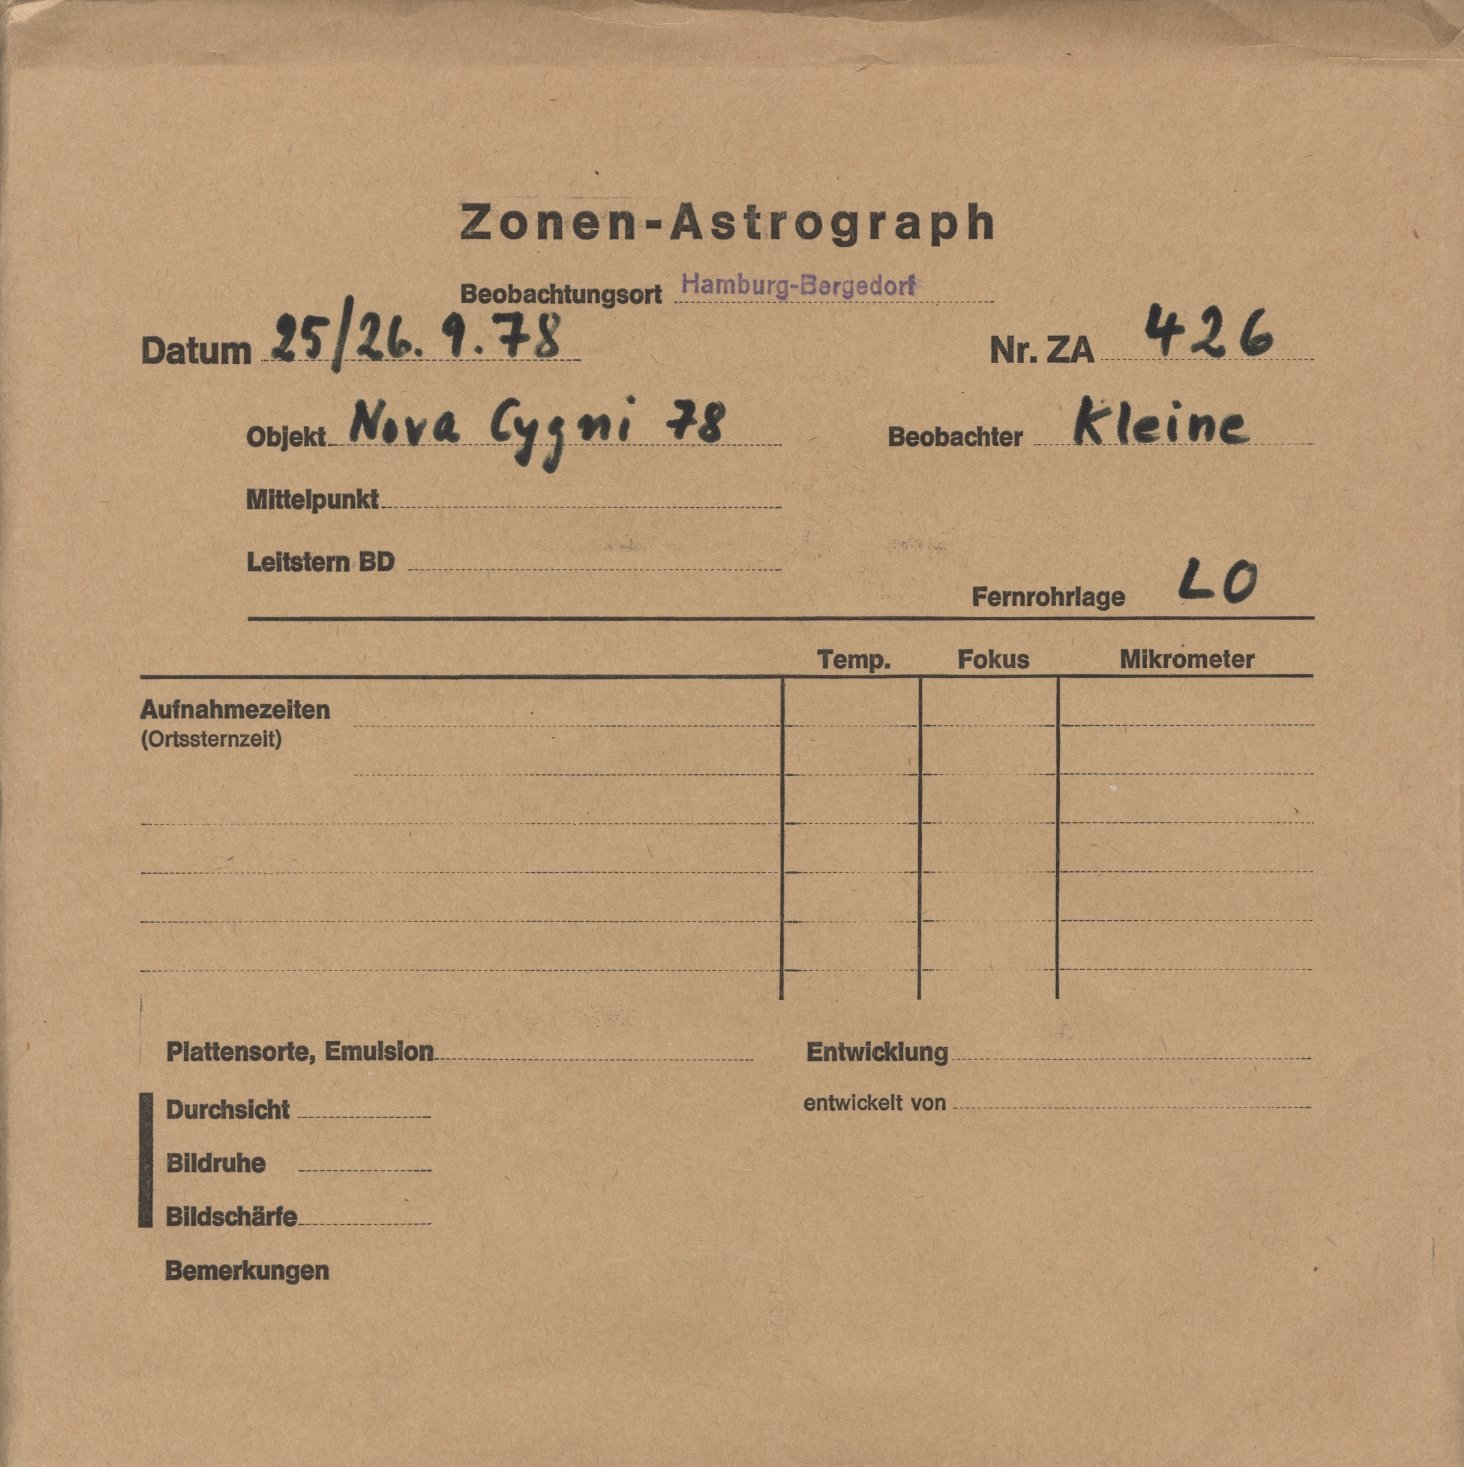 Zonen-Astrograph
Beobachtungsort Hamburg-Bergedorf
Datum 25/26. 9. 78 Nr. ZA 426
Objekt Nova Cygni 78 Beobachter Kleine
Mittelpunkt
Leitstern BD
Fernrohrlage LO
Temp. Fokus Mikrometer
Aufnahmezeiten
(Ortssternzeit)
Plattensorte, Emulsion Entwicklung
Durchsicht entwickelt von
Bildruhe
Bildschärfe
Bemerkungen